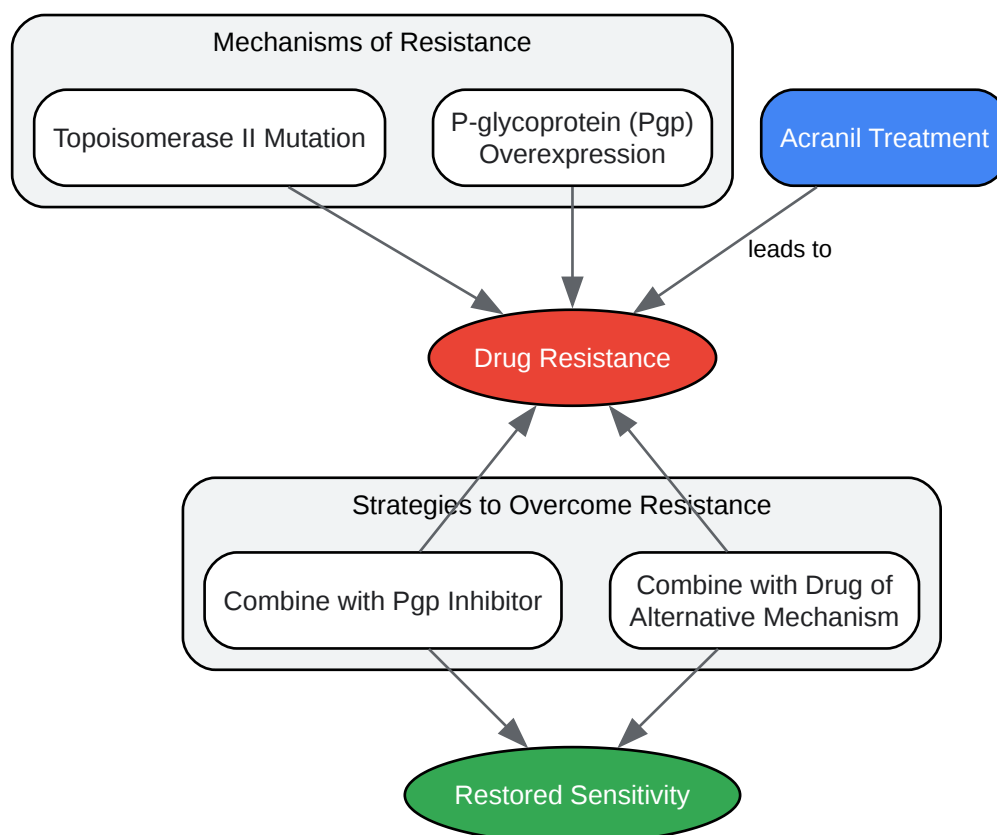 Mechanisms of Resistance
Topoisomerase II Mutation
P-glycoprotein (Pgp)
Overexpression
Acranil Treatment
leads to
Drug Resistance
Strategies to Overcome Resistance
Combine with Pgp Inhibitor
Combine with Drug of
Alternative Mechanism
Restored Sensitivity